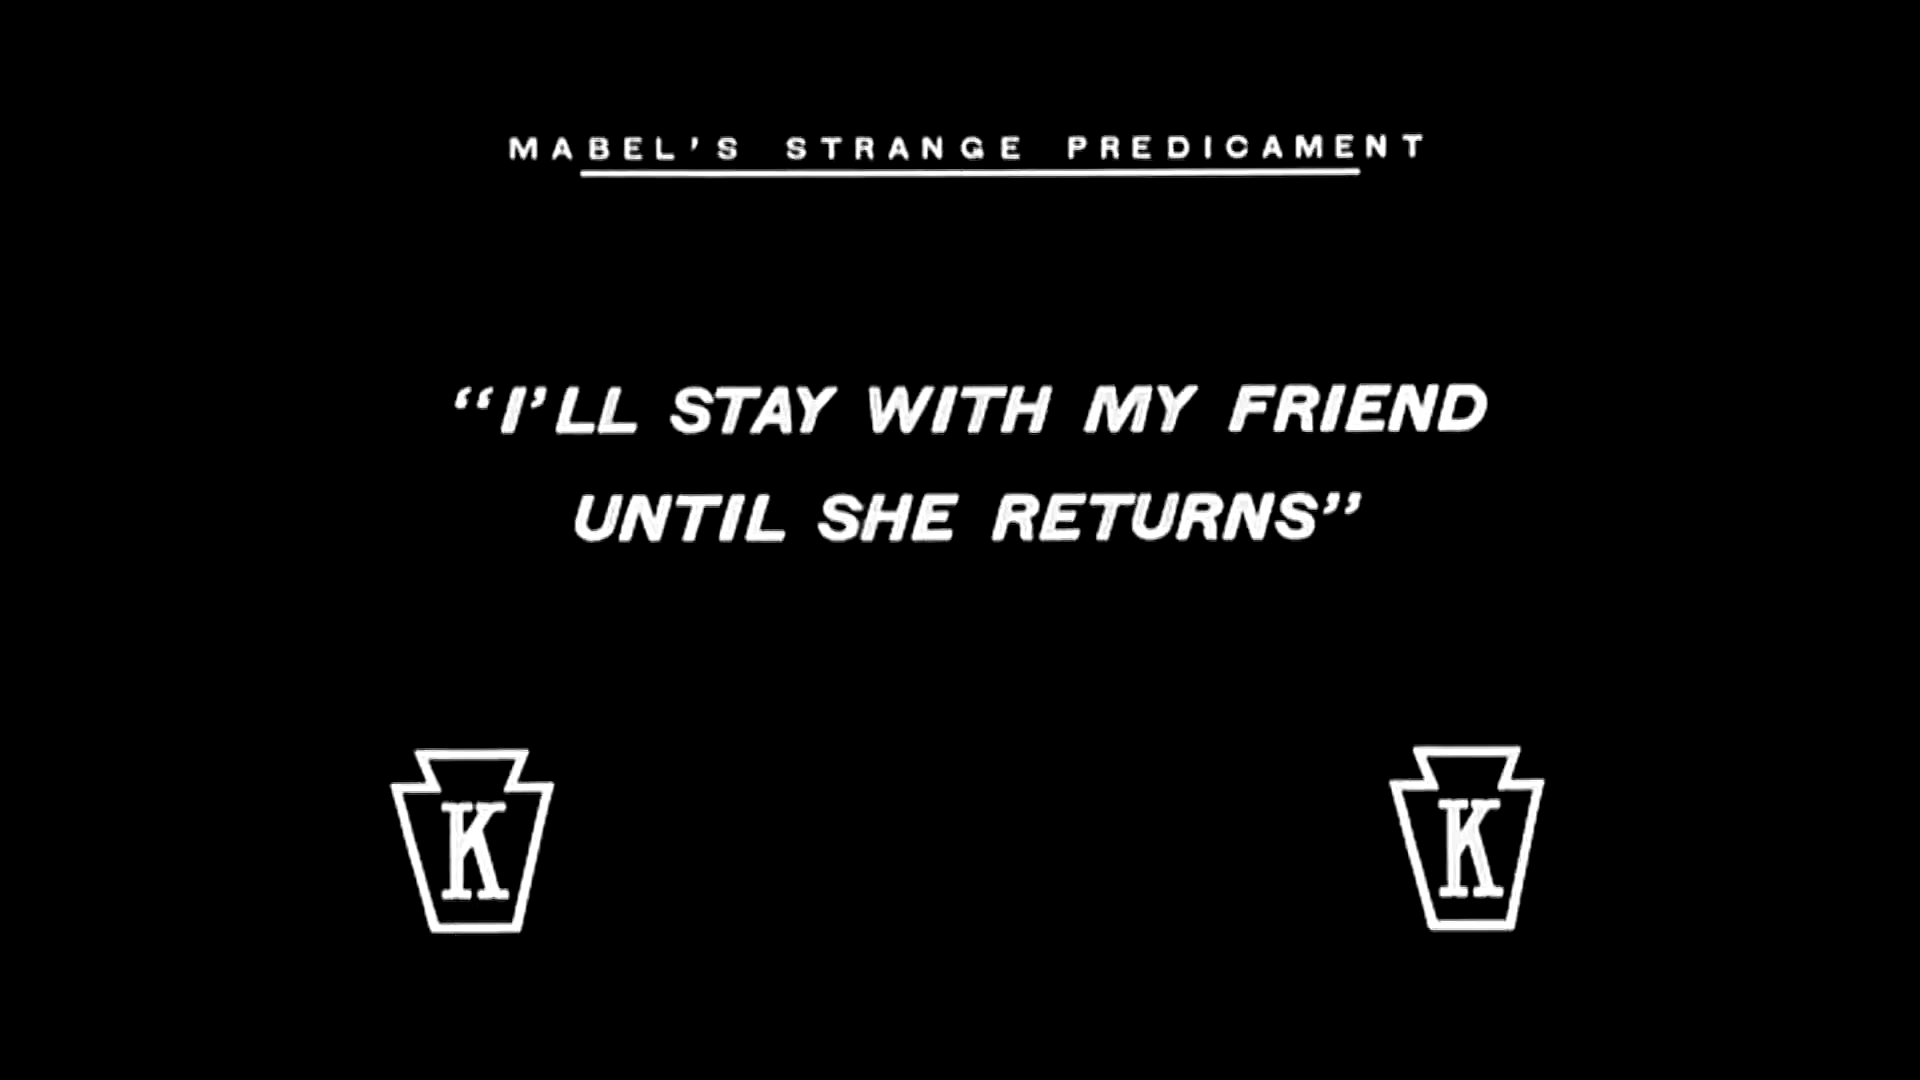 MABEL'S STRANGE PREDICAMENT
“I'LL STAY WITH MY FRIEND
UNTIL SHE RETURNS”
K K